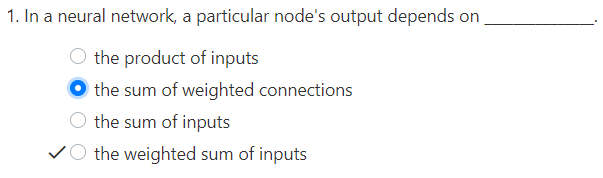 1. In a neural network, a particular node's output depends on ______________.
the product of inputs
the sum of weighted connections
the sum of inputs
the weighted sum of inputs